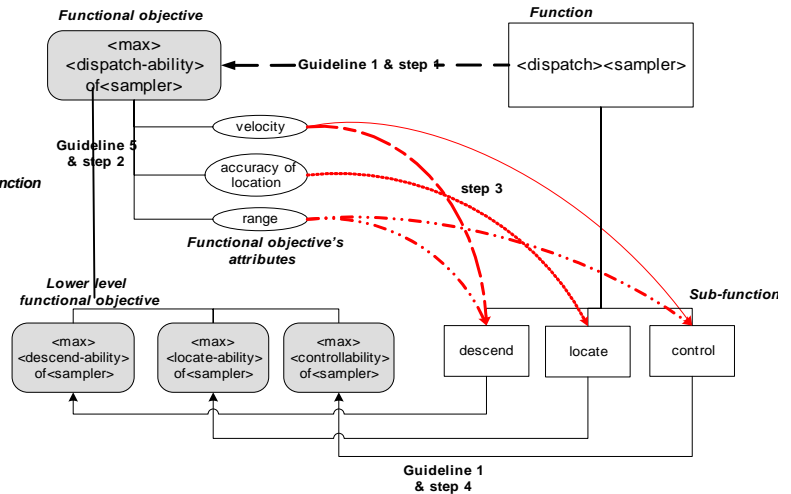 Functional objective
Function
<max>
<dispatch-ability>
of<sampler>
Guideline 1 & step 1
<dispatch><sampler>
velocity
Guideline 5
& step 2
accuracy of
location
step 3
nction
range
Functional objective's
attributes
Lower level
functional objective
Sub-function
<max>
<descend-ability>
of<sampler>
<max>
<locate-ability>
of<sampler>
<max>
<controllability>
of<sampler>
descend
locate
control
Guideline 1
& step 4